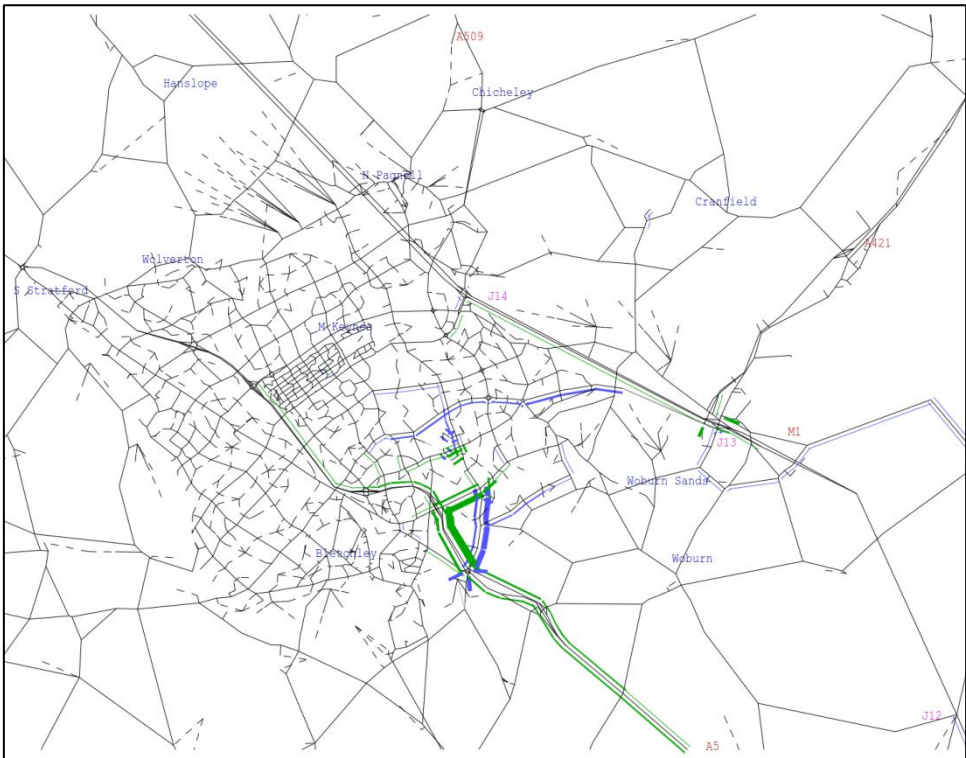 A509
Hanslope
Chicheley
N Pagnell
Cranfield
A421
Wolverton
S Stratford
J14
M Keynes
M1
J13
Woburn Sands
Bletchley
Woburn
J12
A5